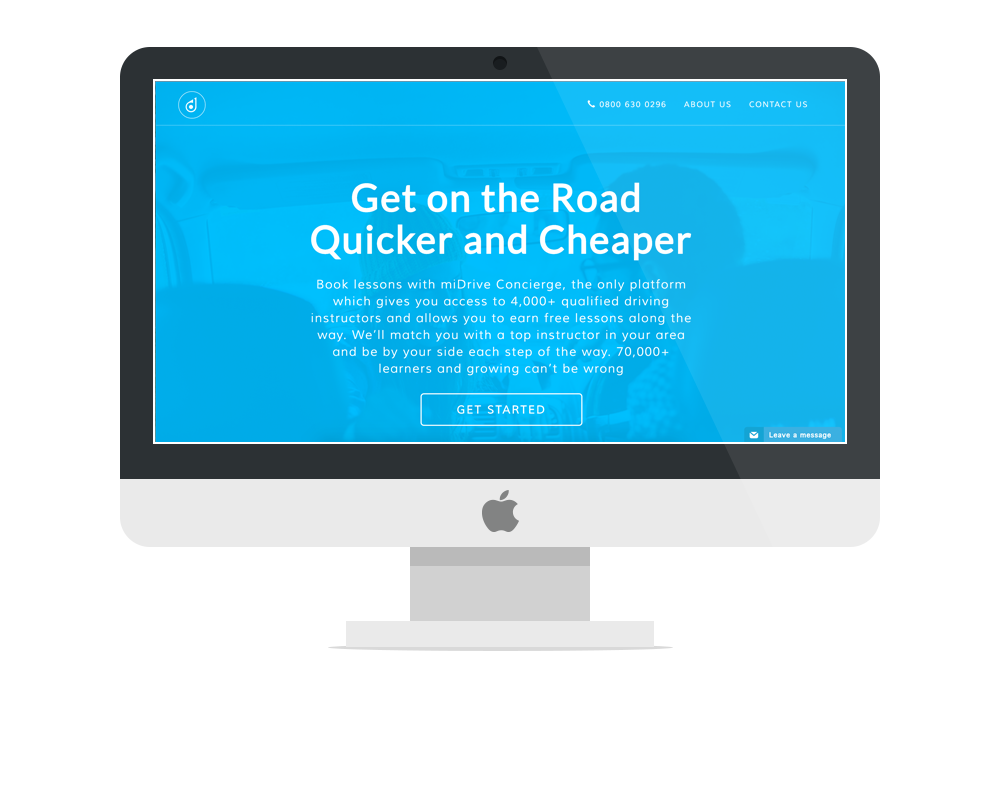 0800 630 0296 ABOUT US CONTACT US
Get on the Road
Quicker and Cheaper
Book lessons with miDrive Concierge, the only platform
which gives you access to 4,000+ qualified driving
instructors and allows you to earn free lessons along the
way. We'll match you with a top instructor in your area
and be by your side each step of the way. 70,000+
learners and growing can't be wrong
GET STARTED
Leave a message